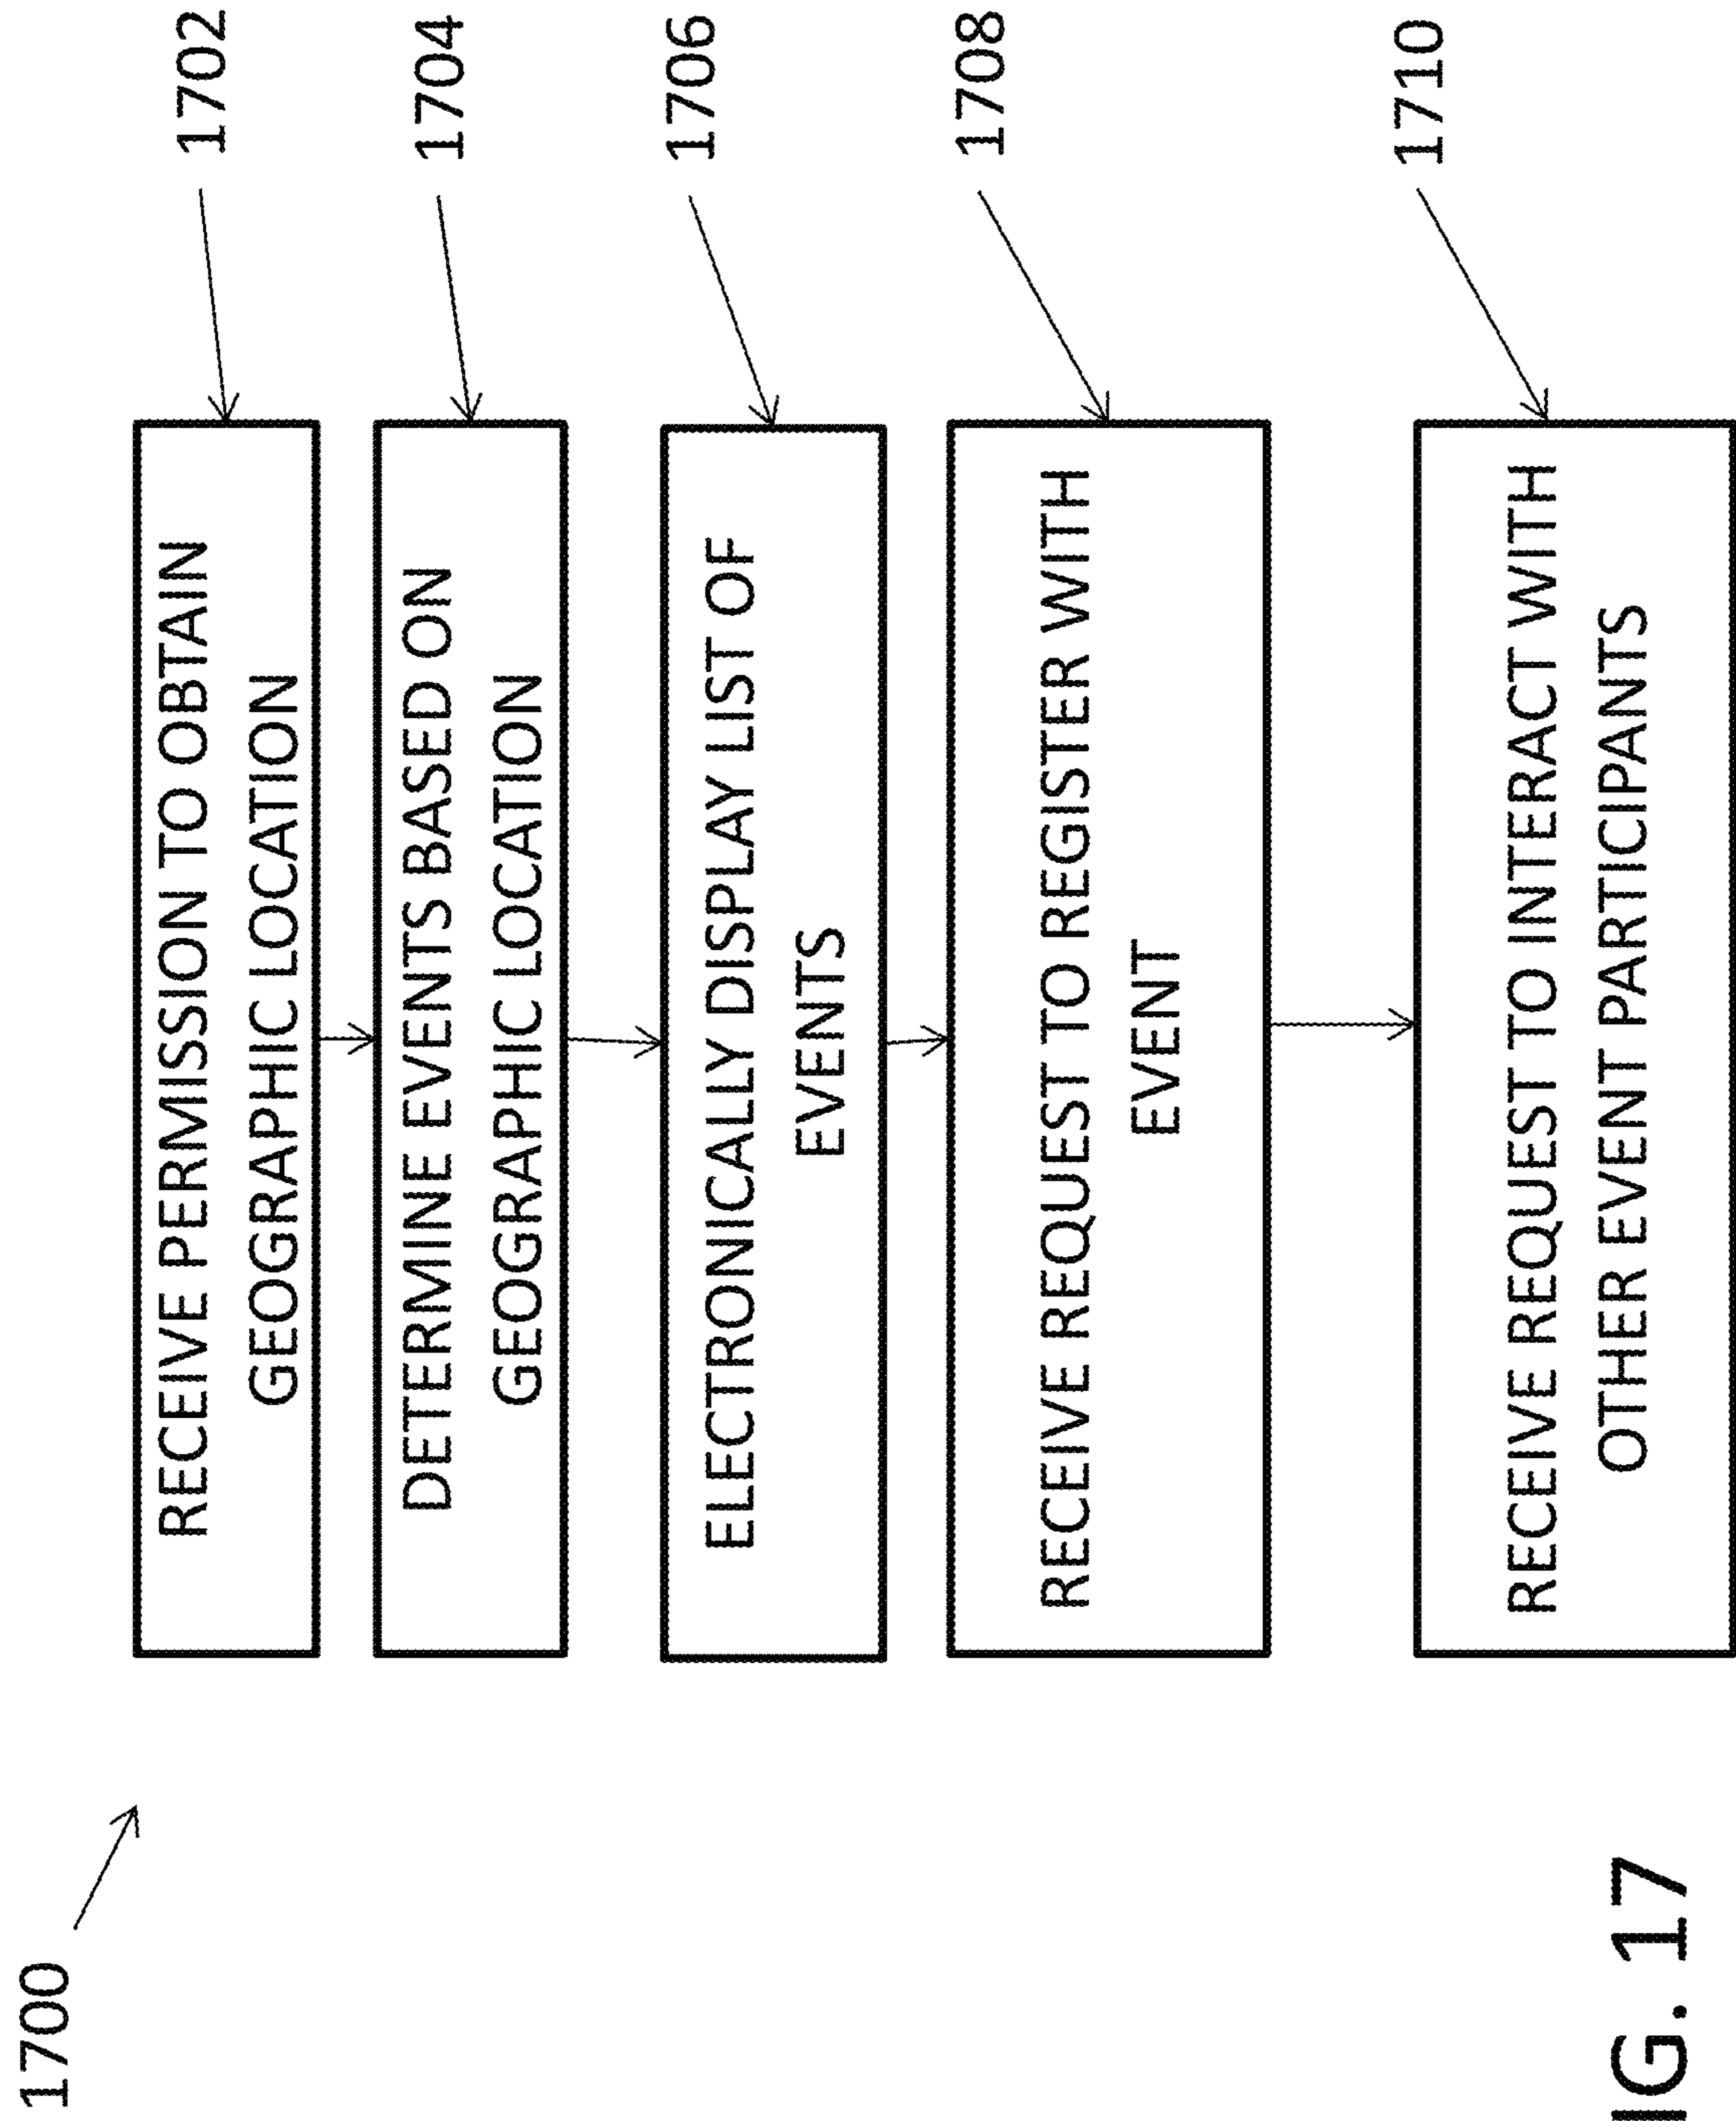 1700
RECEIVE PERMISSION TO OBTAIN
GEOGRAPHIC LOCATION
1702
DETERMINE EVENTS BASED ON
GEOGRAPHIC LOCATION
1704
ELECTRONICALLY DISPLAY LIST OF
EVENTS
1706
RECEIVE REQUEST TO REGISTER WITH
EVENT
1708
RECEIVE REQUEST TO INTERACT WITH
OTHER EVENT PARTICIPANTS
1710
IG. 17